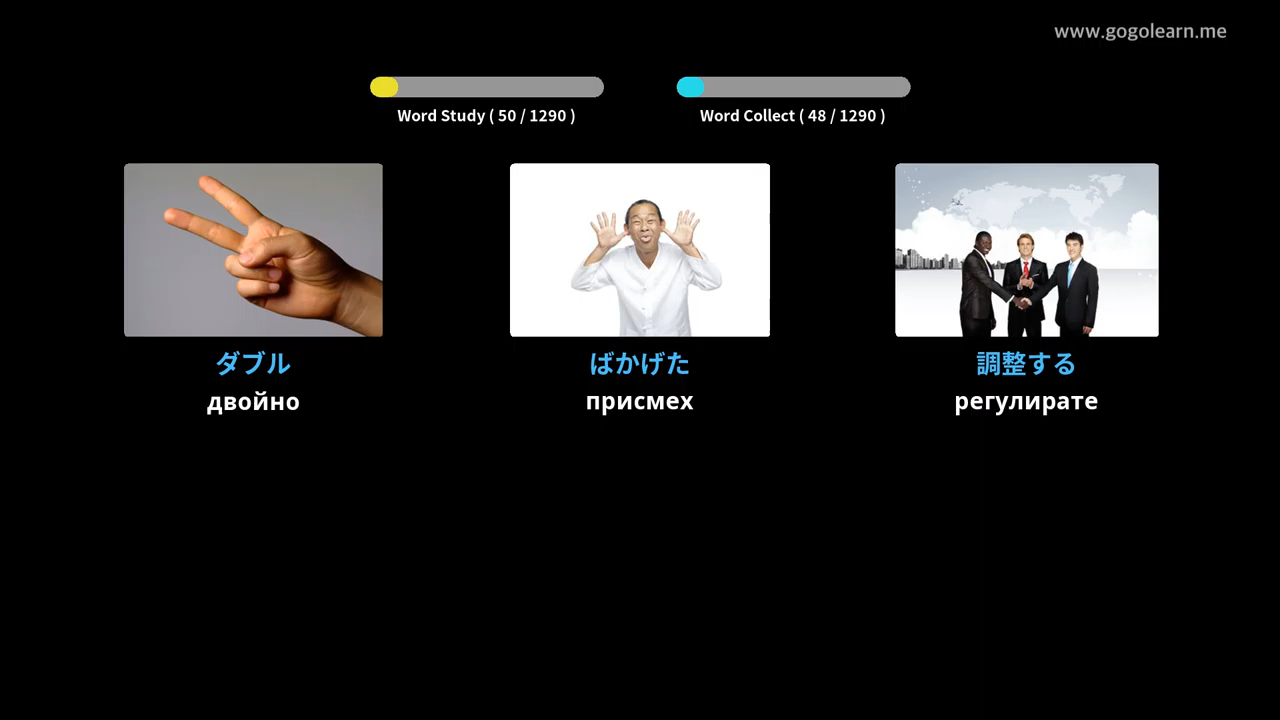 www.gogolearn.me
Word Study ( 50 / 1290 )
Word Collect ( 48 / 1290 )
ダブル
двойно
ばかげた
присмех
調整する
регулирате